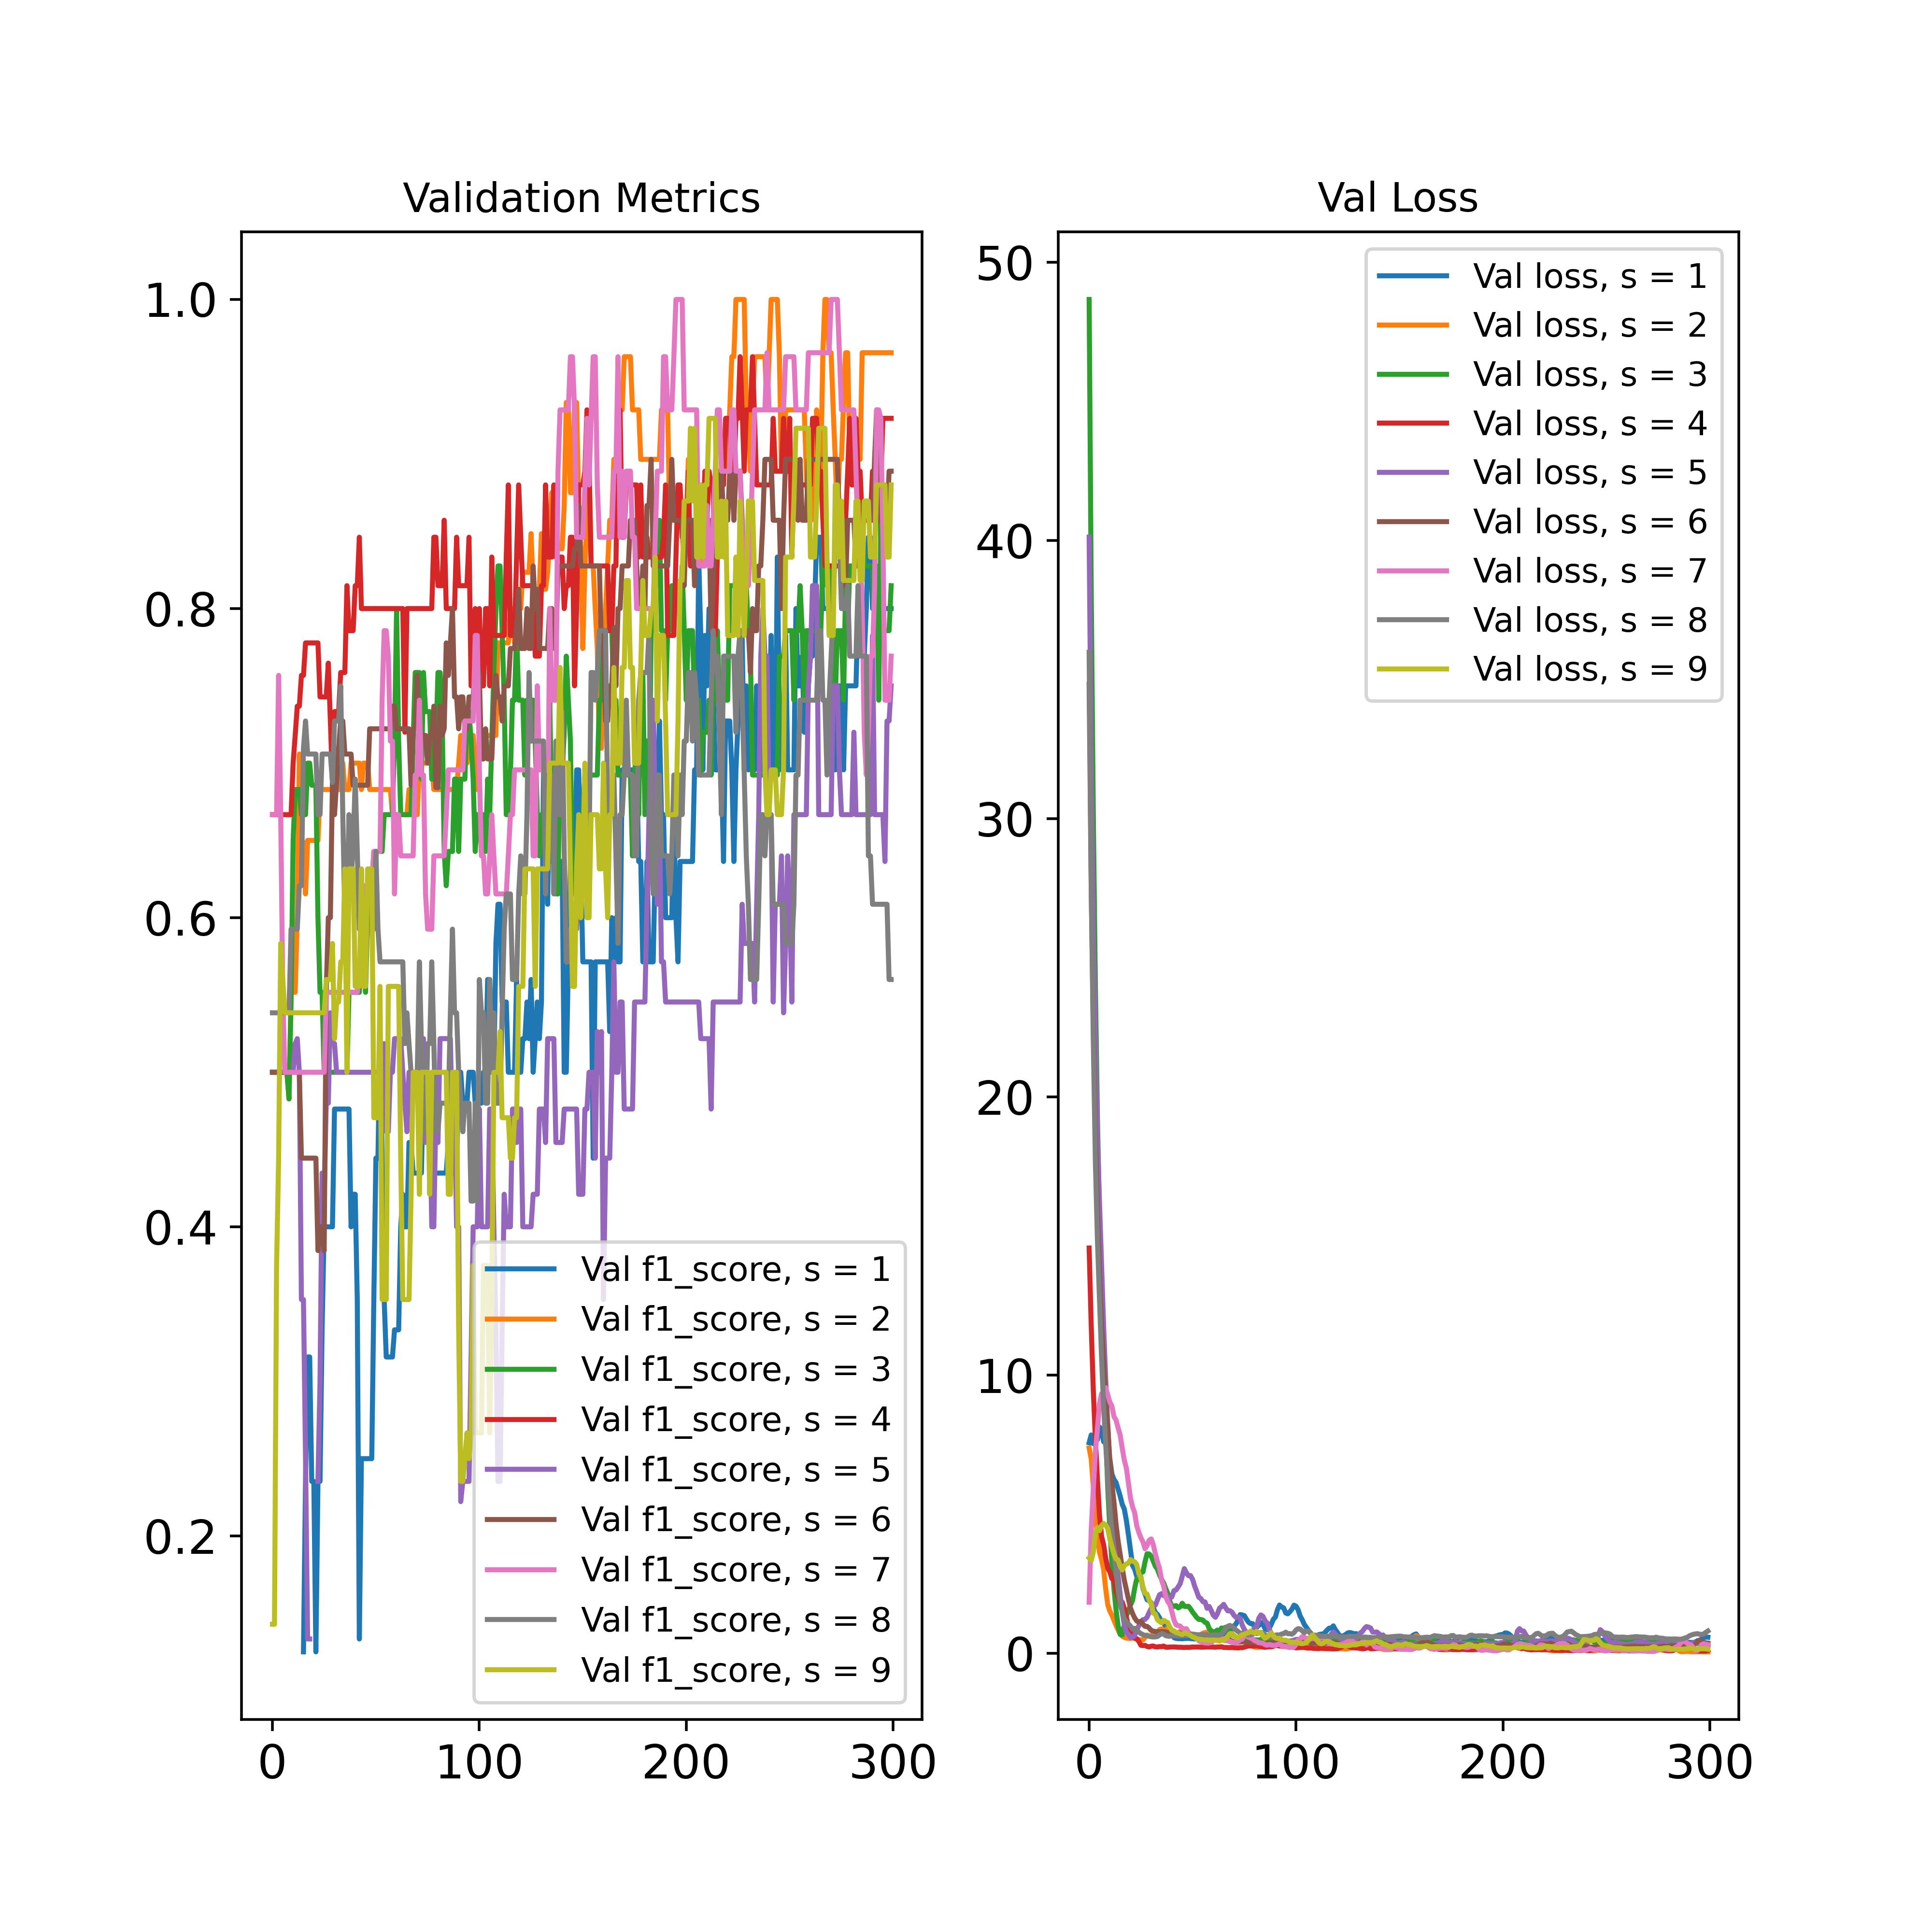 Validation Metrics
1.0
0.8
0.6
0.4
0.2
0 100 200 300
Val f1_score, s = 1
Val f1_score, s = 2
Val f1_score, s = 3
Val f1_score, s = 4
Val f1_score, s = 5
Val f1_score, s = 6
Val f1_score, s = 7
Val f1_score, s = 8
Val f1_score, s = 9
Val Loss
50
40
30
20
10
0
0 100 200 300
Val loss, s = 1
Val loss, s = 2
Val loss, s = 3
Val loss, s = 4
Val loss, s = 5
Val loss, s = 6
Val loss, s = 7
Val loss, s = 8
Val loss, s = 9